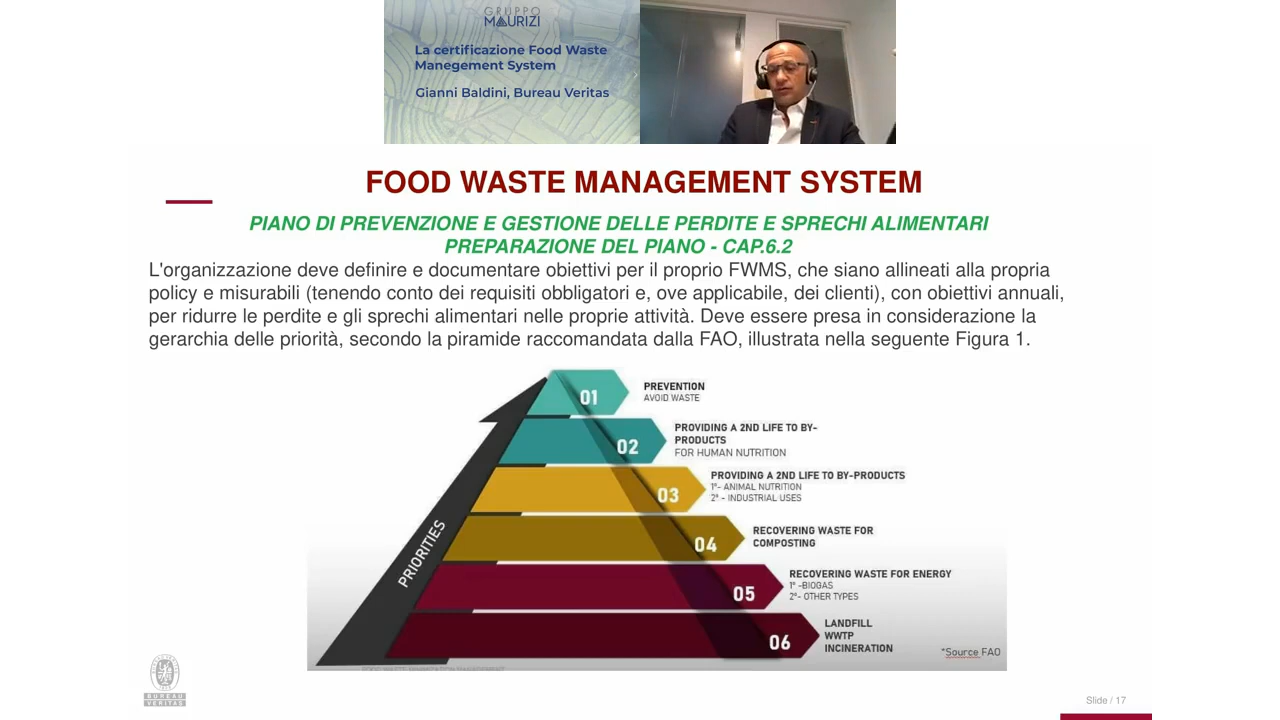 GRUPPO
MAURIZI
La certificazione Food Waste
Mengement System
Gianni Baldini, Bureau Veritas
FOOD WASTE MANAGEMENT SYSTEM
PIANO DI PREVENZIONE E GESTIONE DELLE PERDITE E SPRECHI ALIMENTARI
PREPARAZIONE DEL PIANO - CAP.6.2
L'organizzazione deve definire e documentare obiettivi per il proprio FWMS, che siano allineati alla propria
policy e misurabili (tenendo conto dei requisiti obbligatori e, ove applicabile, dei clienti), con obiettivi annuali,
per ridurre le perdite e gli sprechi alimentari nelle proprie attività. Deve essere presa in considerazione la
gerarchia delle priorità, secondo la piramide raccomandata dalla FAO, illustrata nella seguente Figura 1.
PRIORITIES
01
PREVENTION
AVOID WASTE
02
PROVIDING A 2ND LIFE TO BY-
PRODUCTS
FOR HUMAN NUTRITION
03
PROVIDING A 2ND LIFE TO BY-PRODUCTS
1º- ANIMAL NUTRITION
2º - INDUSTRIAL USES
04
RECOVERING WASTE FOR
COMPOSTING
05
RECOVERING WASTE FOR ENERGY
1º -BIOGAS
2º- OTHER TYPES
06
LANDFILL
WWTP
INCINERATION
*Source FAO
BUREAU
VERITAS
Slide / 17